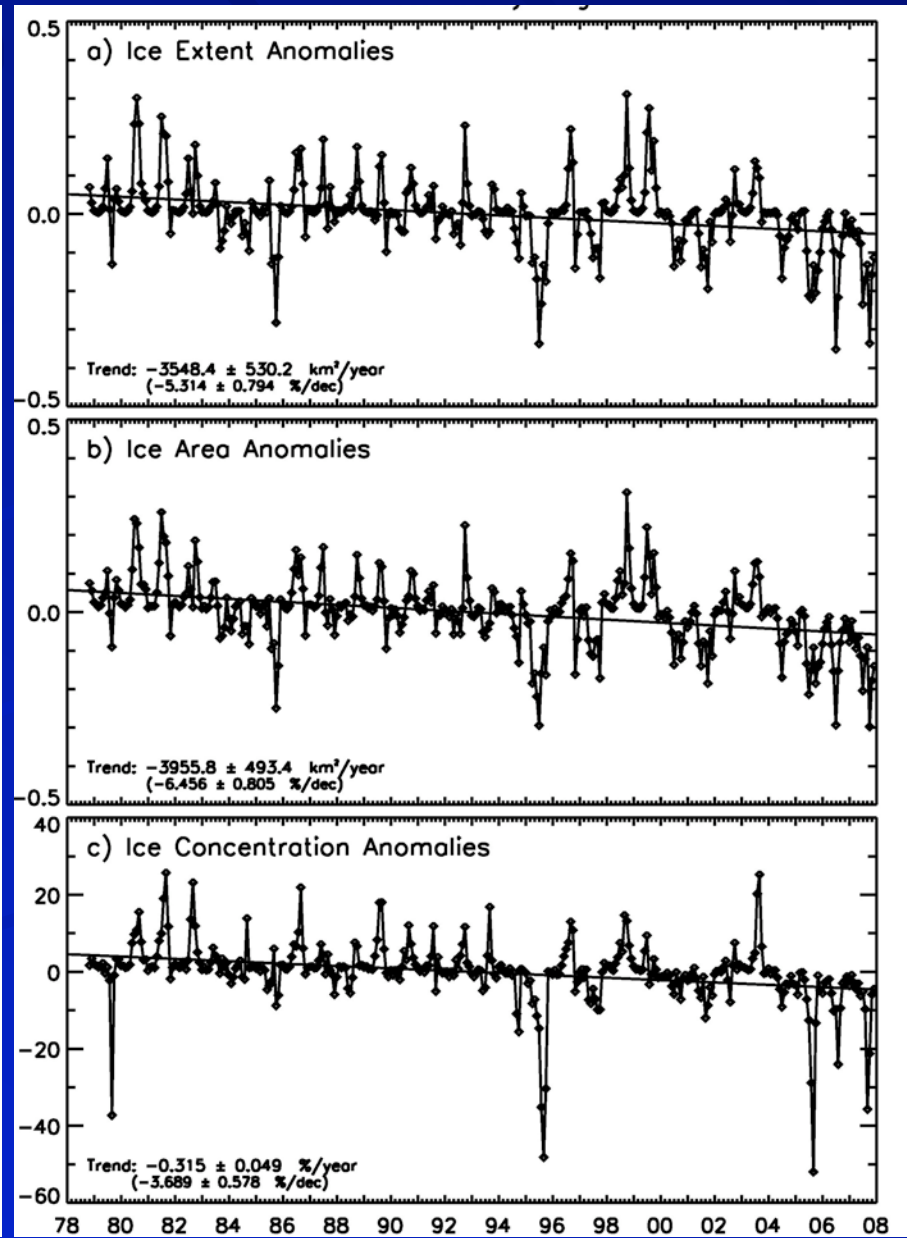 0.5
a) Ice Extent Anomalies
0.0
Trend: −3548.4 ± 530.2 km²/year
(−5.314 ± 0.794 %/dec)
−0.5
0.5
b) Ice Area Anomalies
0.0
Trend: −3955.8 ± 493.4 km²/year
(−6.456 ± 0.805 %/dec)
−0.5
40
c) Ice Concentration Anomalies
20
0
−20
−40
Trend: −0.315 ± 0.049 %/year
(−3.689 ± 0.578 %/dec)
−60
78 80 82 84 86 88 90 92 94 96 98 00 02 04 06 08